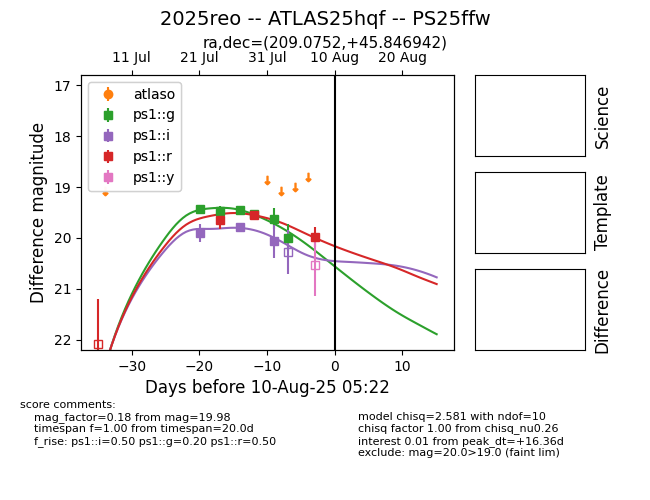 2025reo -- ATLAS25hqf -- PS25ffw
ra,dec=(209.0752,+45.846942)
11 Jul 21 Jul 31 Jul 10 Aug 20 Aug
atlaso
ps1::g
ps1::i
ps1::r
ps1::y
17
18
19
20
21
22
Difference magnitude
−30 −20 −10 0 10
Days before 10-Aug-25 05:22
Science
Template
Difference
score comments:
mag_factor=0.18 from mag=19.98
timespan f=1.00 from timespan=20.0d
f_rise: ps1::i=0.50 ps1::g=0.20 ps1::r=0.50
model chisq=2.581 with ndof=10
chisq factor 1.00 from chisq_nu0.26
interest 0.01 from peak_dt=+16.36d
exclude: mag=20.0>19.0 (faint lim)